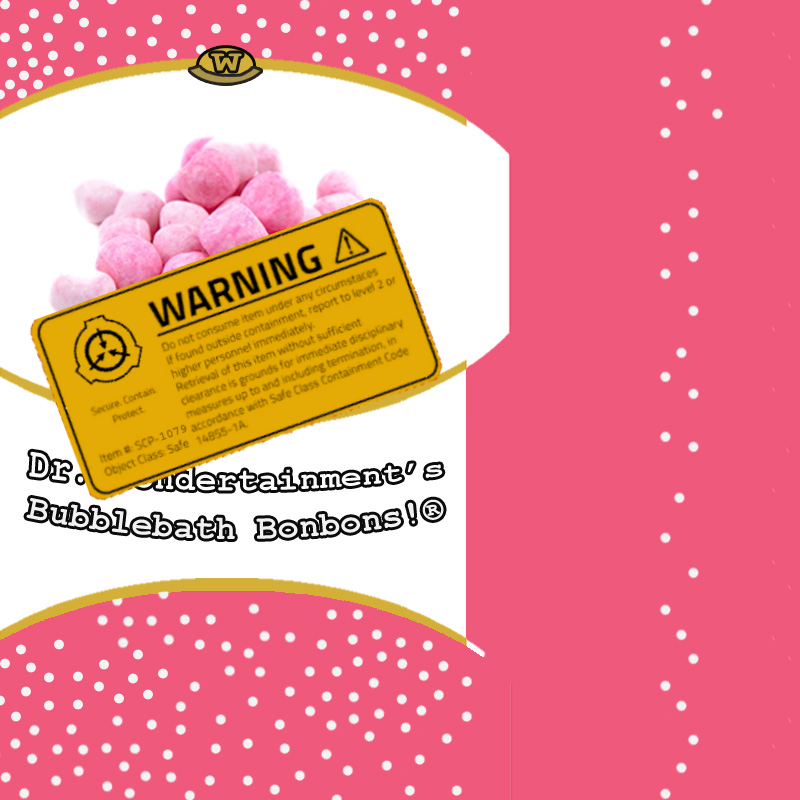 W
WARNING
Do not consume item under any circumstaces
if found outside containment, report to level 2 or
higher personnel immediately.
Retrieval of this item without sufficient
clearance is grounds for immediate disciplinary
measures up to and including termination, in
accordance with Safe Class Containment Code
14855-1A.
Secure. Contain.
Protect.
Item #: SCP-1079
Object Class: Safe
Dr. ondertainment's
Bubblebath Bonbons!®